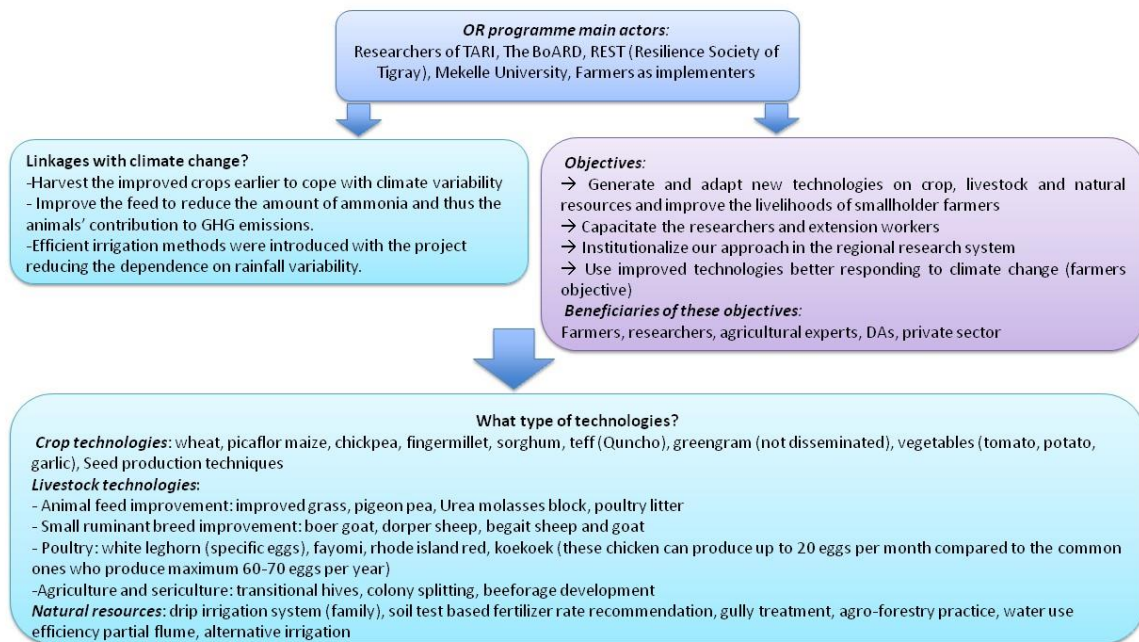 OR programme main actors:
Researchers of TARI, The BoARD, REST (Resilience Society of
Tigray), Mekelle University, Farmers as implementers
Linkages with climate change?
-Harvest the improved crops earlier to cope with climate variability
- Improve the feed to reduce the amount of ammonia and thus the
animals' contribution to GHG emissions.
-Efficient irrigation methods were introduced with the project
reducing the dependence on rainfall variability.
Objectives:
→ Generate and adapt new technologies on crop, livestock and natural
resources and improve the livelihoods of smallholder farmers
→ Capacitate the researchers and extension workers
→ Institutionalize our approach in the regional research system
→ Use improved technologies better responding to climate change (farmers
objective)
Beneficiaries of these objectives:
Farmers, researchers, agricultural experts, DAs, private sector
What type of technologies?
Crop technologies: wheat, picaflor maize, chickpea, fingermillet, sorghum, teff (Quncho), greengram (not disseminated), vegetables (tomato, potato,
garlic), Seed production techniques
Livestock technologies:
- Animal feed improvement: improved grass, pigeon pea, Urea molasses block, poultry litter
- Small ruminant breed improvement: boer goat, dorper sheep, begait sheep and goat
- Poultry: white leghorn (specific eggs), fayomi, rhode island red, koekoek (these chicken can produce up to 20 eggs per month compared to the common
ones who produce maximum 60-70 eggs per year)
-Agriculture and sericulture: transitional hives, colony splitting, beeforage development
Natural resources: drip irrigation system (family), soil test based fertilizer rate recommendation, gully treatment, agro-forestry practice, water use
efficiency partial flume, alternative irrigation